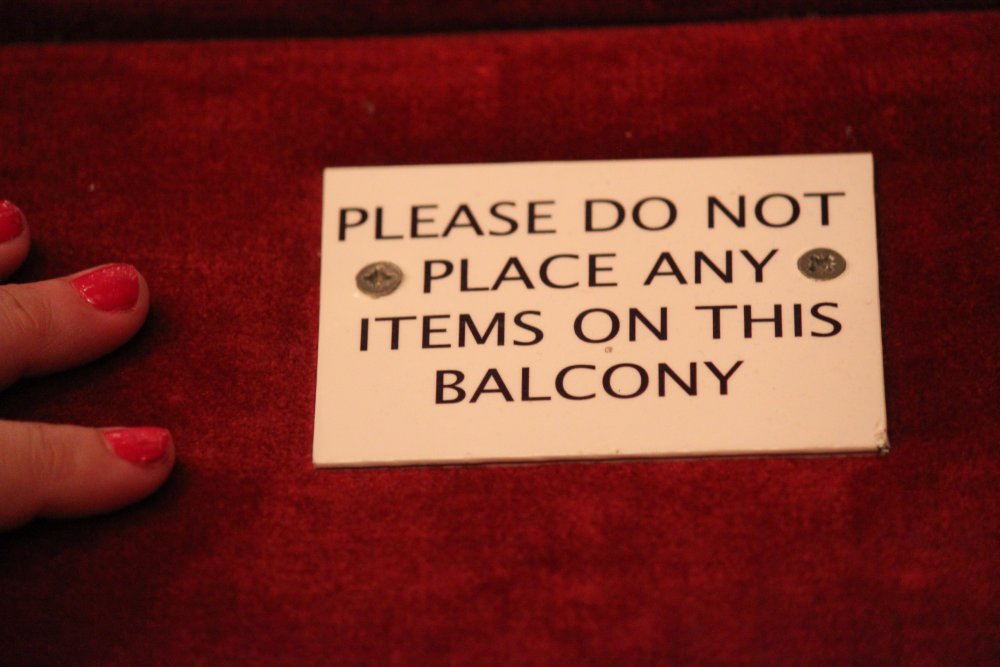 PLEASE DO NOT
PLACE ANY
ITEMS ON THIS
BALCONY